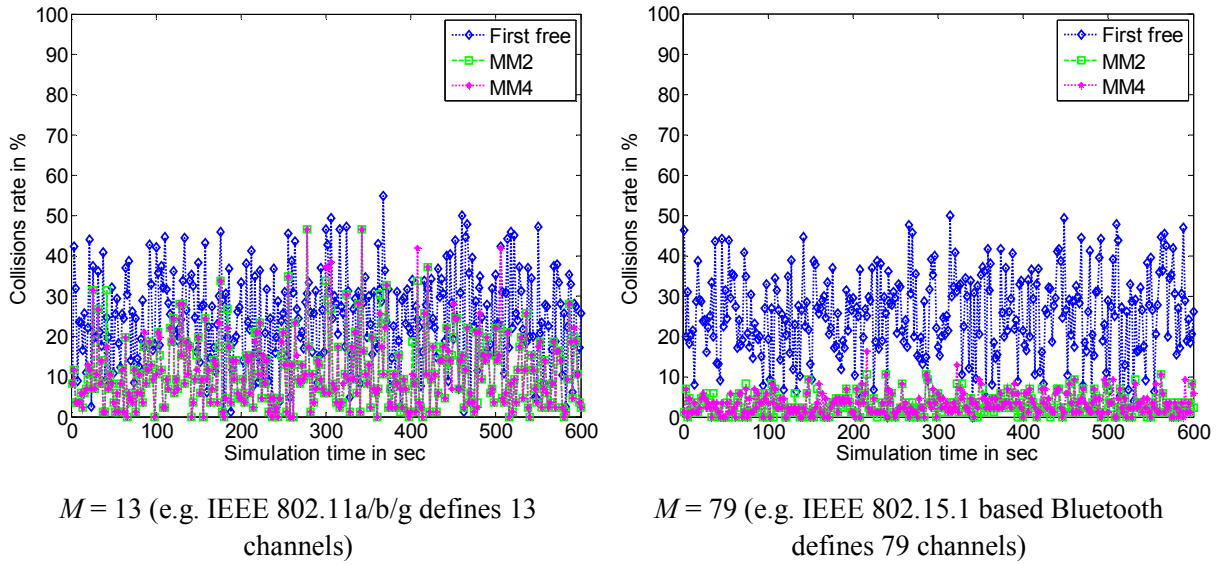 100
90
80
70
60
50
40
30
20
10
0
Collisions rate in %
First free
MM2
MM4
0 100 200 300 400 500 600
Simulation time in sec
M = 13 (e.g. IEEE 802.11a/b/g defines 13
channels)
100
90
80
70
60
50
40
30
20
10
0
Collisions rate in %
First free
MM2
MM4
0 100 200 300 400 500 600
Simulation time in sec
M = 79 (e.g. IEEE 802.15.1 based Bluetooth
defines 79 channels)